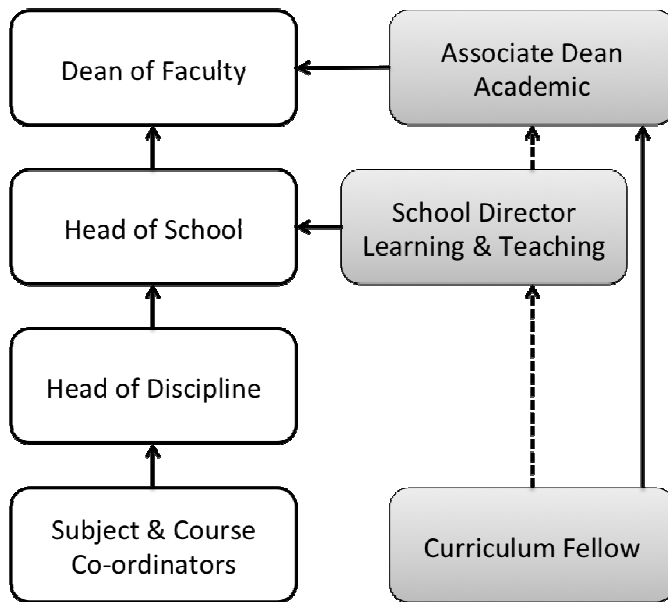 Dean of Faculty
Associate Dean
Academic
Head of School
School Director
Learning & Teaching
Head of Discipline
Subject & Course
Co-ordinators
Curriculum Fellow